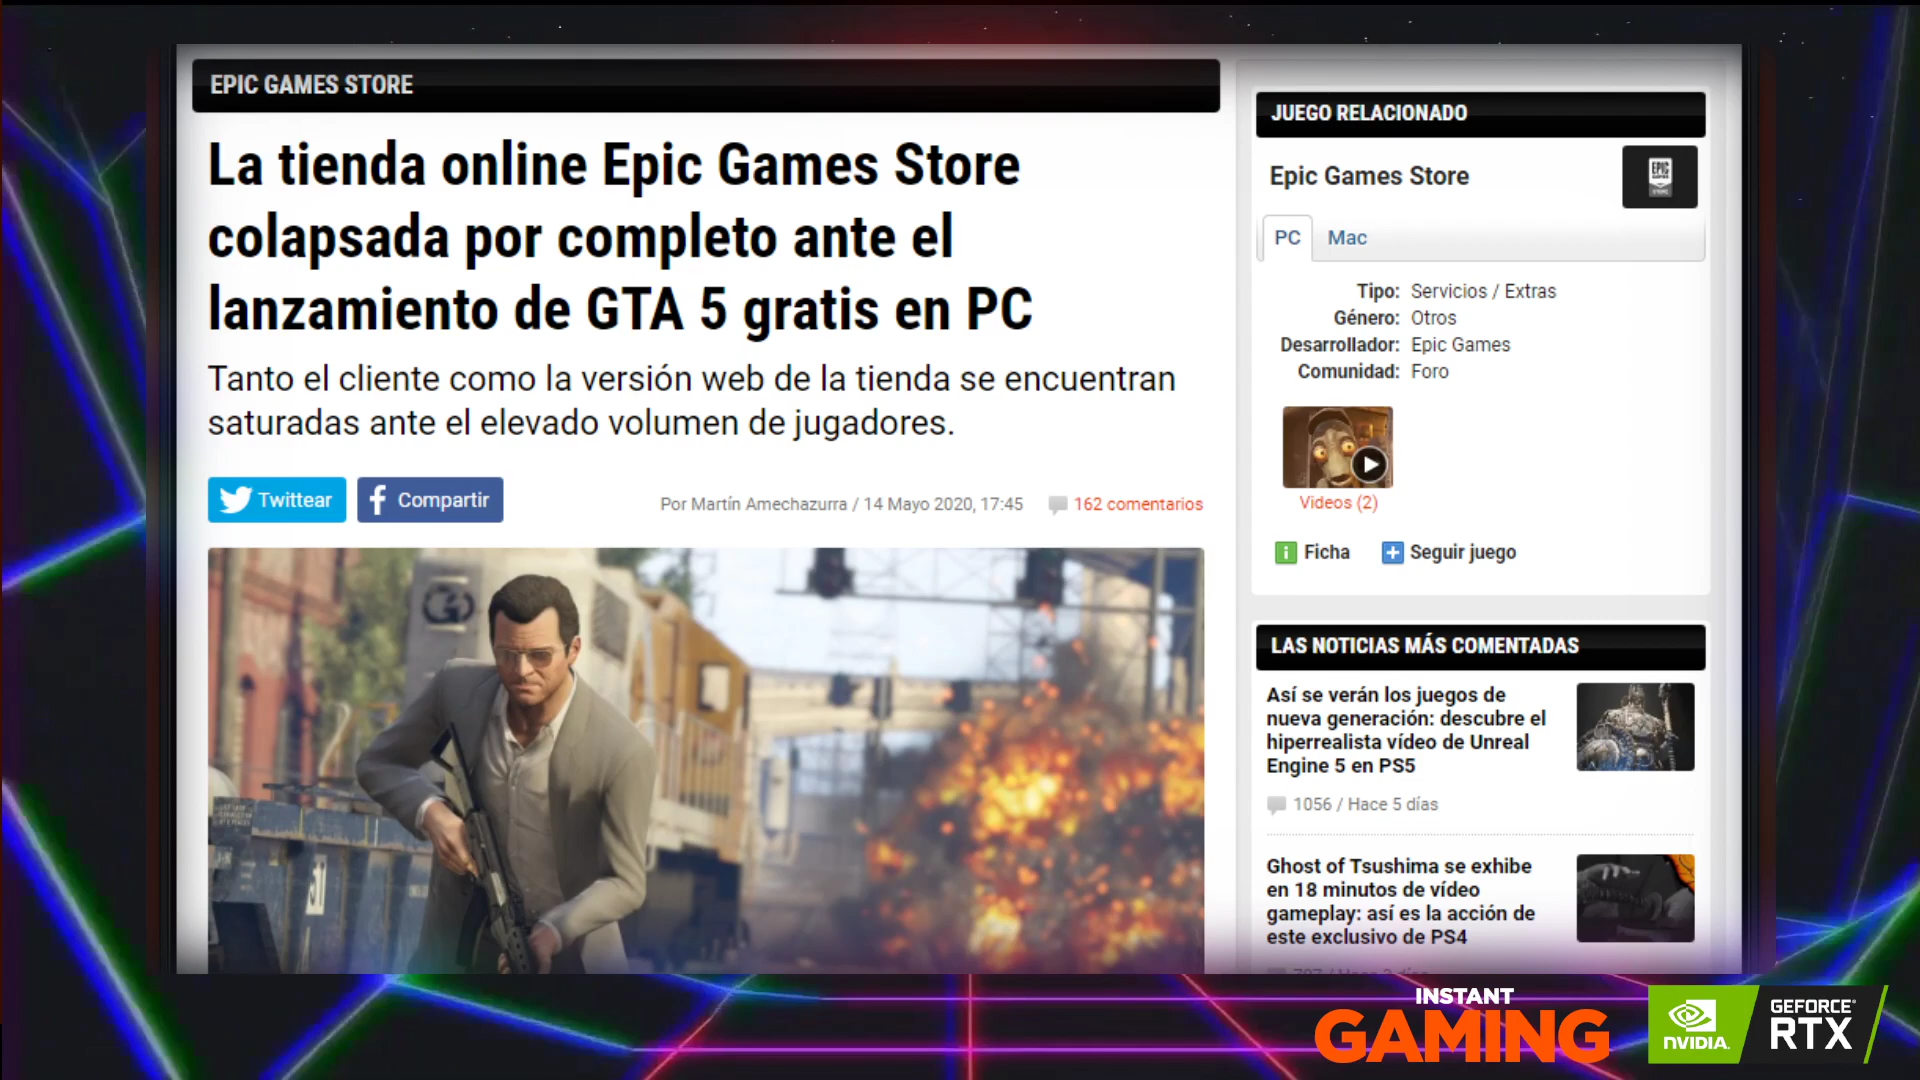 EPIC GAMES STORE
La tienda online Epic Games Store
colapsada por completo ante el
lanzamiento de GTA 5 gratis en PC
Tanto el cliente como la versión web de la tienda se encuentran
saturadas ante el elevado volumen de jugadores.
Twittear
Compartir
Por Martín Amechazurra / 14 Mayo 2020, 17:45
162 comentarios
JUEGO RELACIONADO
Epic Games Store
EPIC
GAMES
STORE
PC
Mac
Tipo: Servicios / Extras
Género: Otros
Desarrollador: Epic Games
Comunidad: Foro
Videos (2)
Ficha
Seguir juego
LAS NOTICIAS MÁS COMENTADAS
Así se verán los juegos de
nueva generación: descubre el
hiperrealista vídeo de Unreal
Engine 5 en PS5
1056 / Hace 5 días
Ghost of Tsushima se exhibe
en 18 minutos de vídeo
gameplay: así es la acción de
este exclusivo de PS4
INSTANT
GAMING
NVIDIA.
GEFORCE
RTX